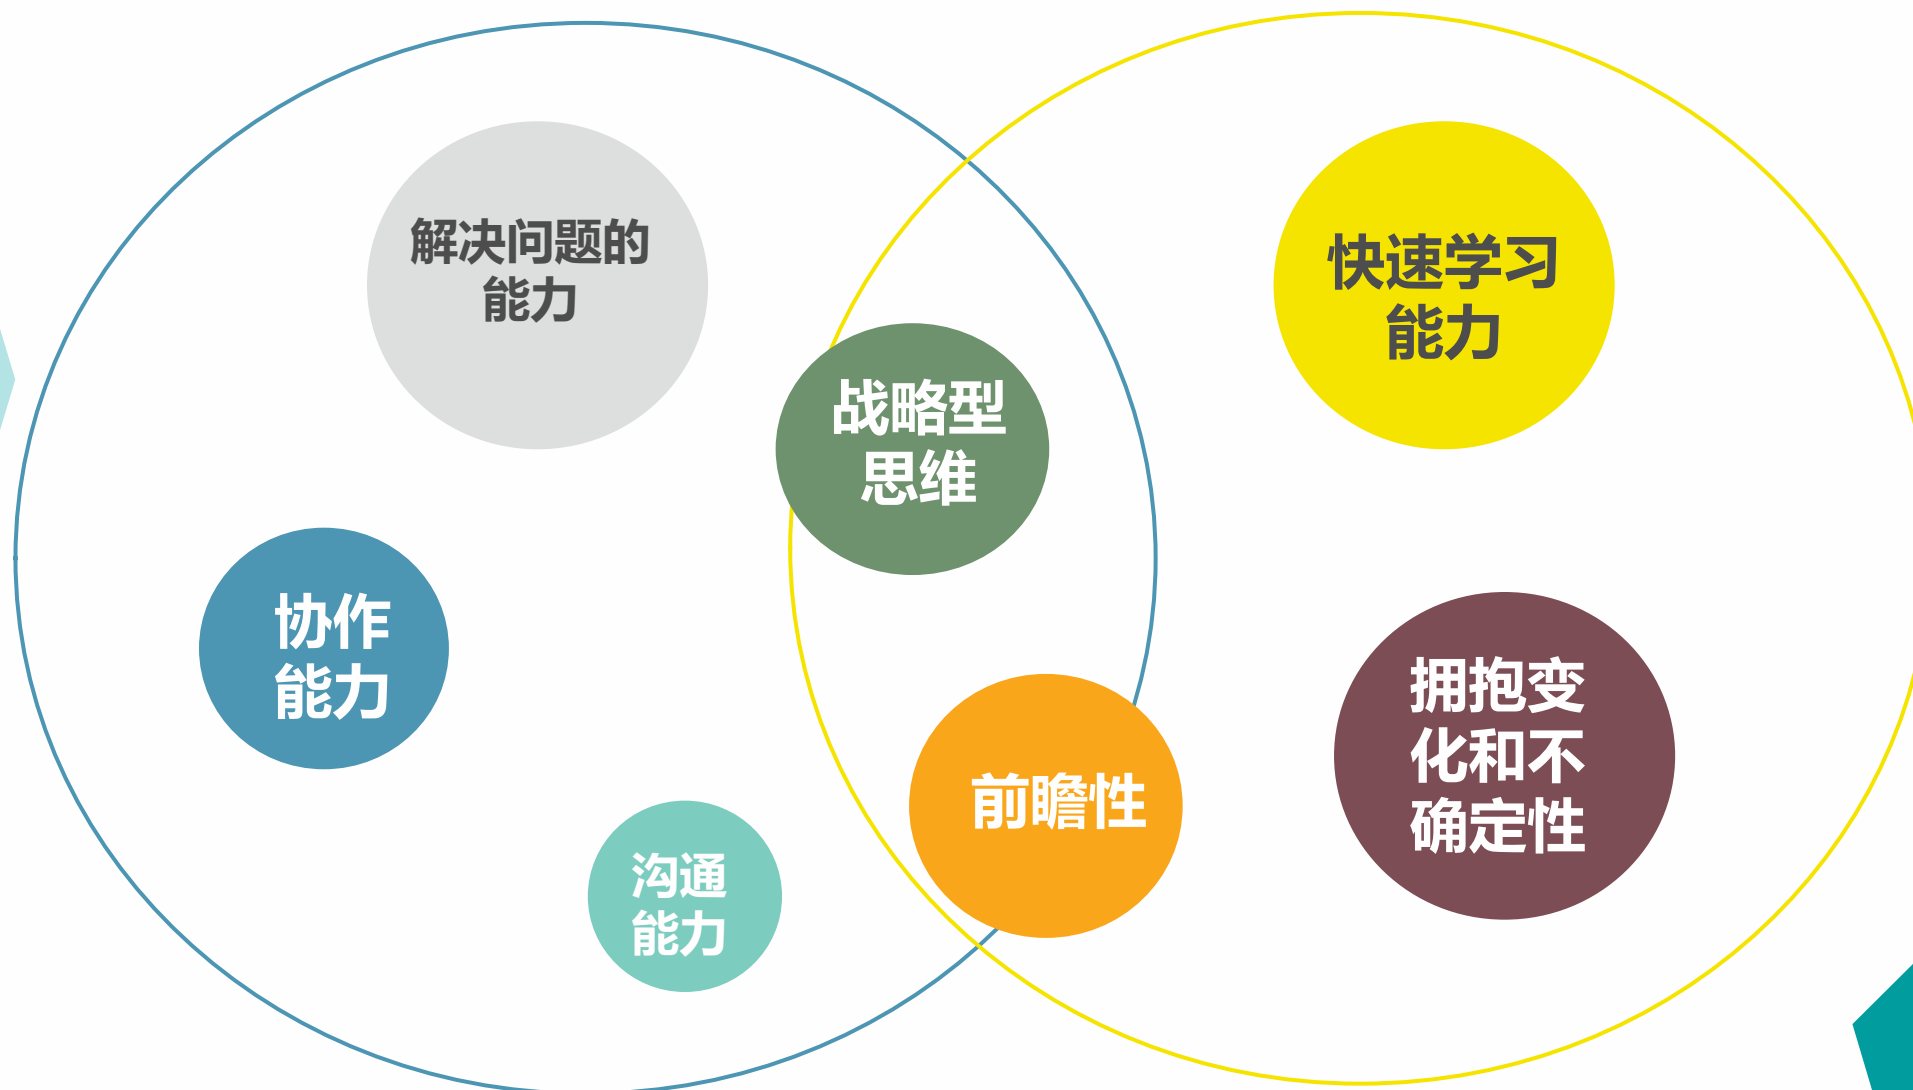 解决问题的
能力
快速学习
能力
战略型
思维
协作
能力
拥抱变
化和不
确定性
前瞻性
沟通
能力